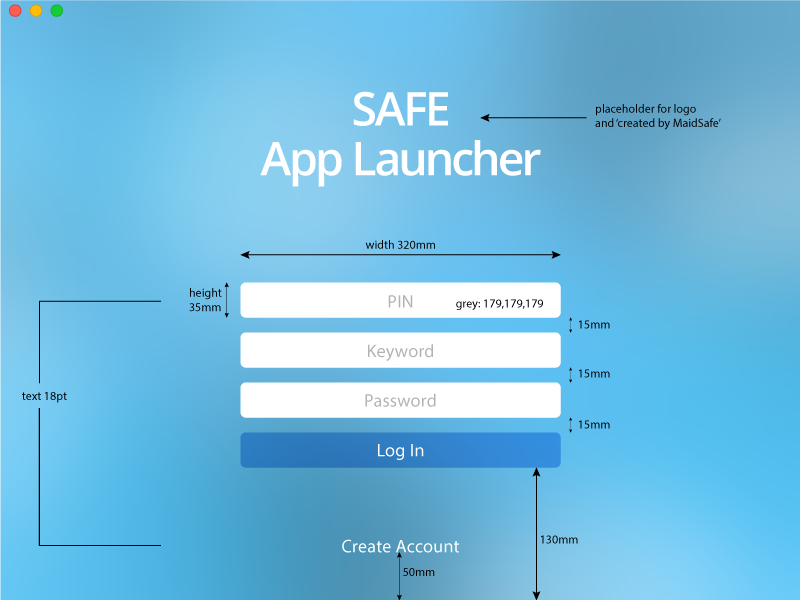 SAFE
App Launcher
placeholder for logo
and ‘created by MaidSafe’
width 320mm
height
35mm
PIN
grey: 179,179,179
15mm
Keyword
15mm
text 18pt
Password
15mm
Log In
130mm
Create Account
50mm